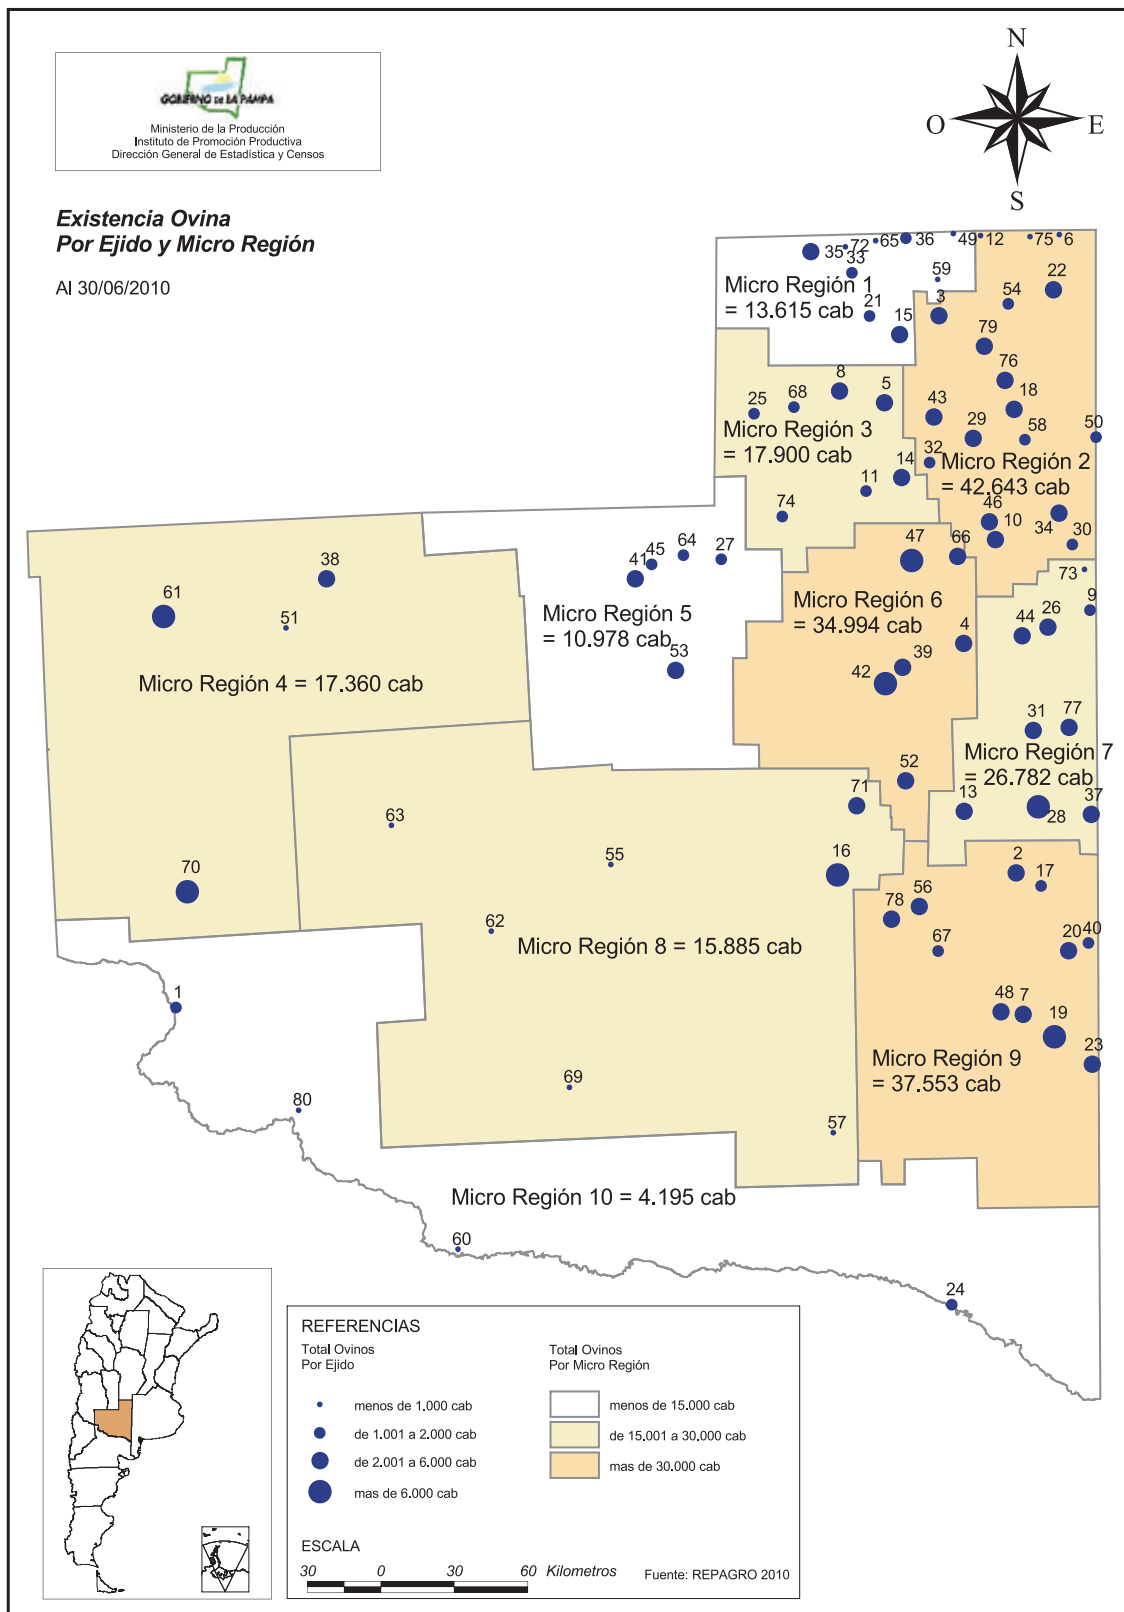 GOBIERNO DE LA PAMPA
Ministerio de la Producción
Instituto de Promoción Productiva
Dirección General de Estadística y Censos
Existencia Ovina
Por Ejido y Micro Región
Al 30/06/2010
N
O
E
S
35
72
33
65
36
49
12
75
6
59
22
54
Micro Región 1
= 13.615 cab
21
15
3
79
76
8
5
18
25
68
43
29
58
50
Micro Región 3
= 17.900 cab
32
Micro Región 2
= 42.643 cab
14
11
74
46
10
34
30
47
66
73
38
61
51
41
45
64
27
Micro Región 5
= 10.978 cab
53
Micro Región 6
= 34.994 cab
4
44
26
9
39
42
Micro Región 4 = 17.360 cab
31
77
Micro Región 7
= 26.782 cab
52
71
13
28
37
63
55
16
70
2
17
78
56
62
67
20
40
Micro Región 8 = 15.885 cab
1
48
7
19
23
Micro Región 9
= 37.553 cab
69
80
57
Micro Región 10 = 4.195 cab
60
24
REFERENCIAS
Total Ovinos
Por Ejido
menos de 1.000 cab
de 1.001 a 2.000 cab
de 2.001 a 6.000 cab
mas de 6.000 cab
Total Ovinos
Por Micro Región
menos de 15.000 cab
de 15.001 a 30.000 cab
mas de 30.000 cab
ESCALA
30 0 30 60 Kilometros
Fuente: REPAGRO 2010